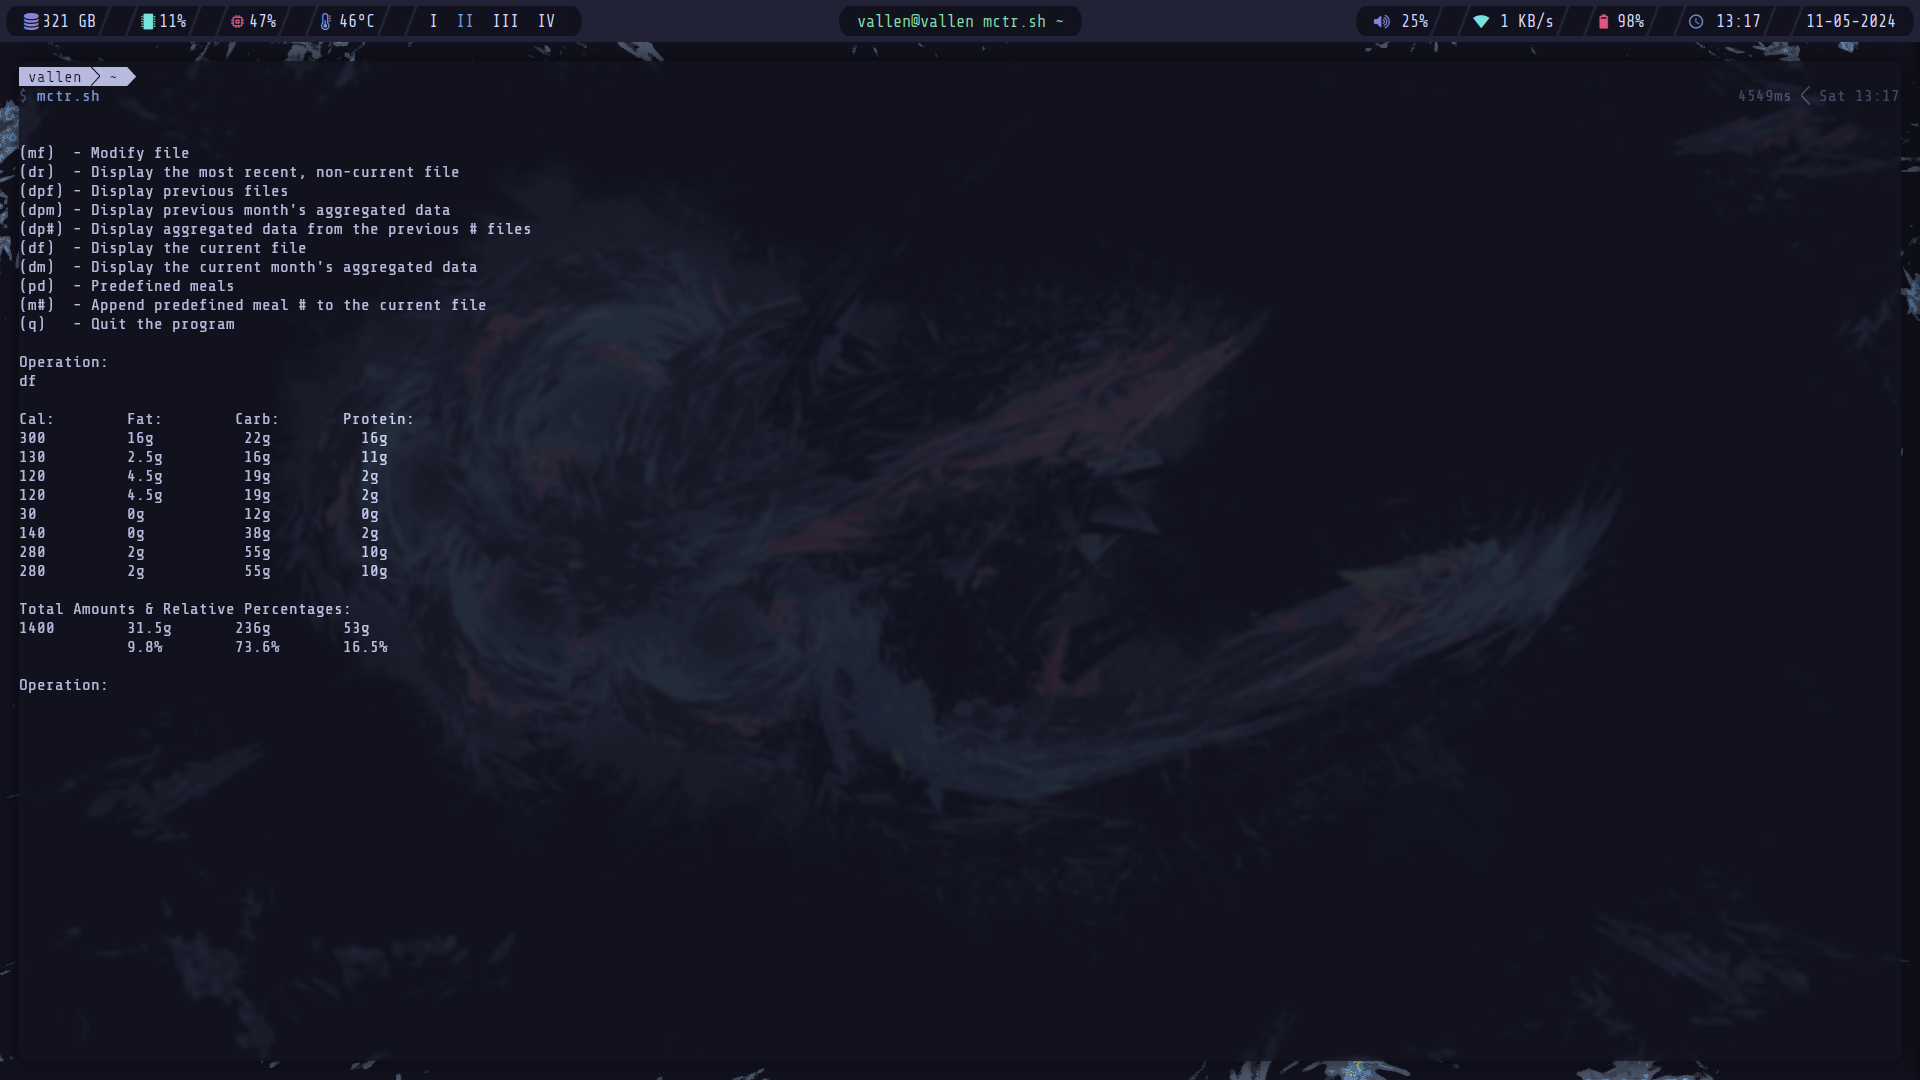 321 GB 11% 47% 46°C I II III IV vallen@vallen mctr.sh ~ 25% 1 KB/s 98% 13:17 11-05-2024
vallen ~
$ mctr.sh 4549ms Sat 13:17
(mf)  - Modify file
(dr)  - Display the most recent, non-current file
(dpf) - Display previous files
(dpm) - Display previous month's aggregated data
(dp#) - Display aggregated data from the previous # files
(df)  - Display the current file
(dm)  - Display the current month's aggregated data
(pd)  - Predefined meals
(m#)  - Append predefined meal # to the current file
(q)   - Quit the program
Operation:
df
Cal: Fat: Carb: Protein:
300 16g 22g 16g
130 2.5g 16g 11g
120 4.5g 19g 2g
120 4.5g 19g 2g
30 0g 12g 0g
140 0g 38g 2g
280 2g 55g 10g
280 2g 55g 10g
Total Amounts & Relative Percentages:
1400 31.5g 236g 53g
9.8% 73.6% 16.5%
Operation: